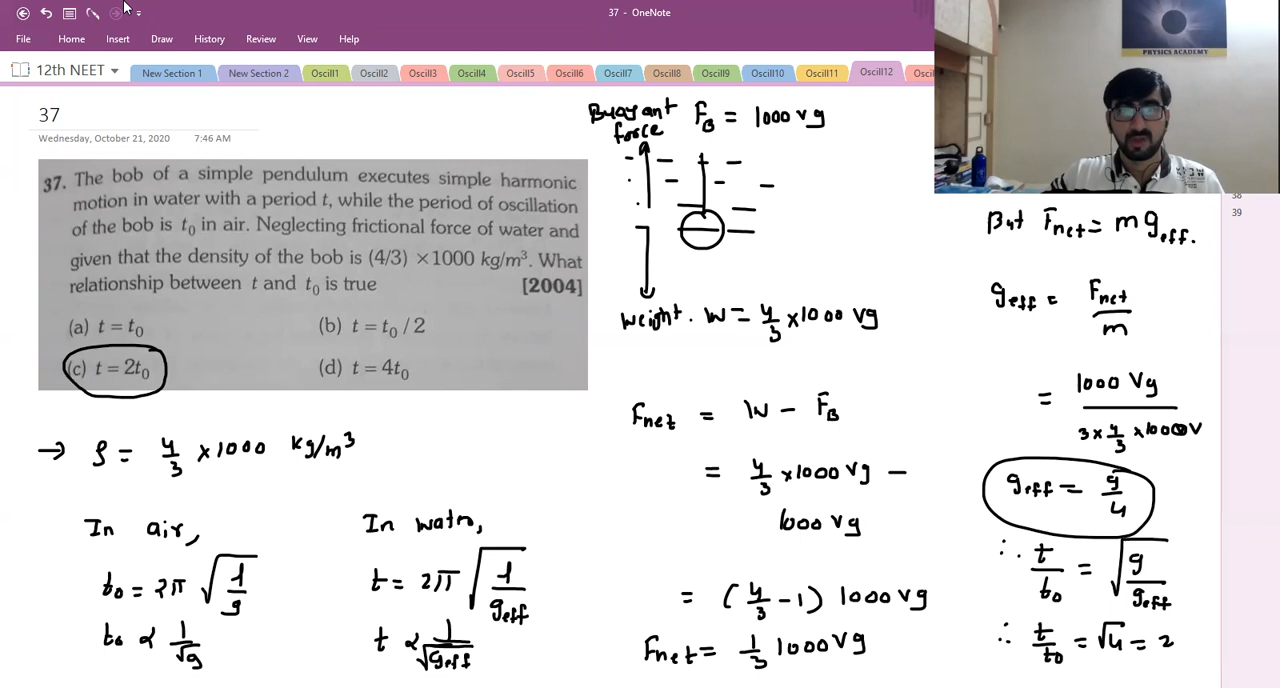 37 - OneNote
File Home Insert Draw History Review View Help
12th NEET
New Section 1 New Section 2 Oscill1 Oscill2 Oscill3 Oscill4 Oscill5 Oscill6 Oscill7 Oscill8 Oscill9 Oscill10 Oscill11 Oscill12 Oscil
PHYSICS ACADEMY
38
39
37
Wednesday, October 21, 2020 7:46 AM
37. The bob of a simple pendulum executes simple harmonic
motion in water with a period t, while the period of oscillation
of the bob is t₀ in air. Neglecting frictional force of water and
given that the density of the bob is (4/3) ×1000 kg/m³. What
relationship between t and t₀ is true [2004]
(a) t = t₀ (b) t = t₀ / 2
(c) t = 2t₀ (d) t = 4t₀
→ ρ = 4/3 ×1000 kg/m³
In air,
t₀ = 2π √(l/g)
t₀ ∝ 1/√g
In water,
t = 2π √(l/geff)
t ∝ 1/√geff
Buoyant force F_B = 1000 Vg
Weight. W = 4/3 ×1000 Vg
Fnet = W - F_B
= 4/3 ×1000 Vg -
1000 Vg
= (4/3 - 1) 1000 Vg
Fnet = 1/3 1000 Vg
But Fnet = m geff.
geff = Fnet/m
= 1000 Vg / 3 × 4/3 ×1000 V
geff = g/4
∴ t/t₀ = √(g/geff)
∴ t/t₀ = √4 = 2